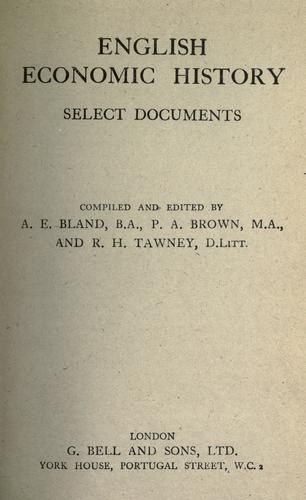 ENGLISH
ECONOMIC HISTORY
SELECT DOCUMENTS
COMPILED AND EDITED BY
A. E. BLAND, B.A., P. A. BROWN, M.A.,
AND R. H. TAWNEY, D.Litt.
LONDON
G. BELL AND SONS, LTD.
YORK HOUSE, PORTUGAL STREET, W.C. 2